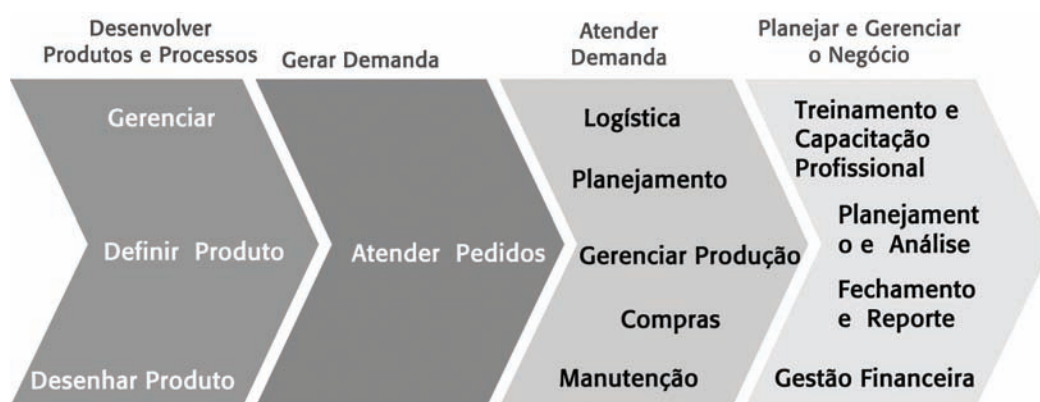 Desenvolver
Produtos e Processos
Gerar Demanda
Atender
Demanda
Planejar e Gerenciar
o Negócio
Gerenciar
Definir Produto
Desenhar Produto
Atender Pedidos
Logística
Planejamento
Gerenciar Produção
Compras
Manutenção
Treinamento e
Capacitação
Profissional
Planejament
o e Análise
Fechamento
e Reporte
Gestão Financeira